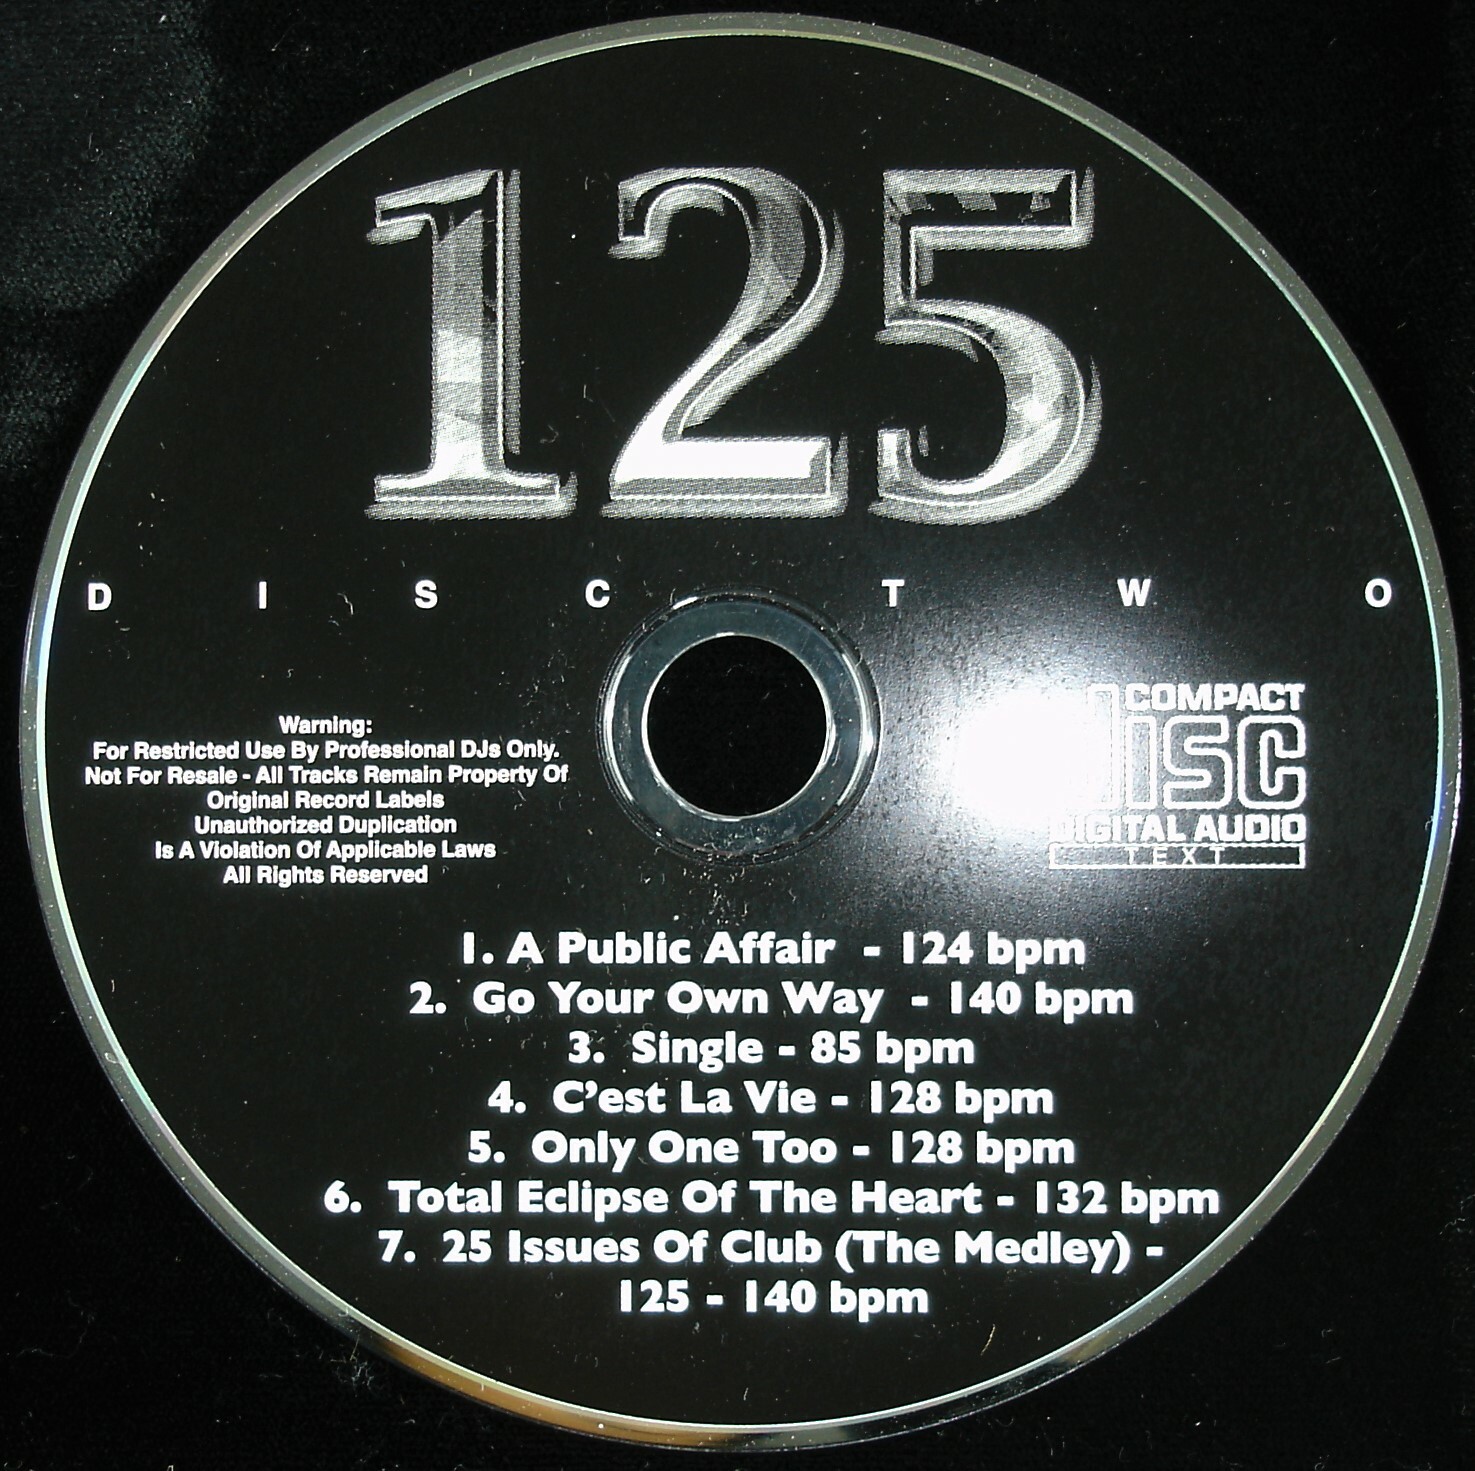 125
DISC TWO
Warning:
For Restricted Use By Professional DJs Only.
Not For Resale - All Tracks Remain Property Of
Original Record Labels
Unauthorized Duplication
Is A Violation Of Applicable Laws
All Rights Reserved
COMPACT
DISC
DIGITAL AUDIO
TEXT
1. A Public Affair - 124 bpm
2. Go Your Own Way - 140 bpm
3. Single - 85 bpm
4. C'est La Vie - 128 bpm
5. Only One Too - 128 bpm
6. Total Eclipse Of The Heart - 132 bpm
7. 25 Issues Of Club (The Medley) -
125 - 140 bpm